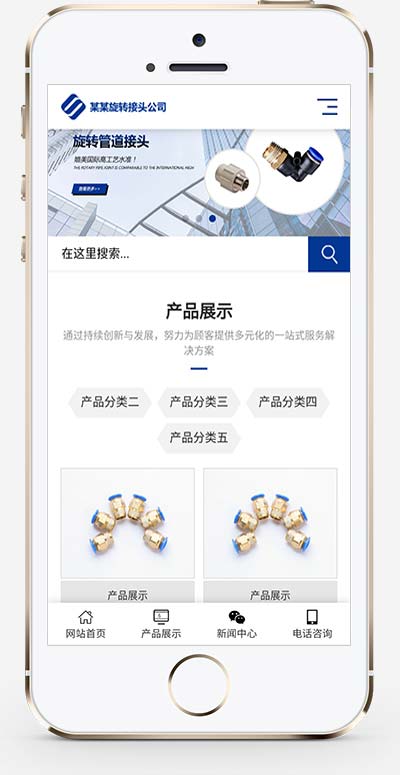 某某旋转接头公司
旋转管道接头
媲美国际高工艺水准！
THE ROTARY PIPE JOINT IS COMPARABLE TO THE INTERNATIONAL HIGH
查看更多>>
在这里搜索...
产品展示
通过持续创新与发展，努力为顾客提供多元化的一站式服务解
决方案
产品分类二
产品分类三
产品分类四
产品分类五
产品展示
产品展示
网站首页
产品展示
新闻中心
电话咨询